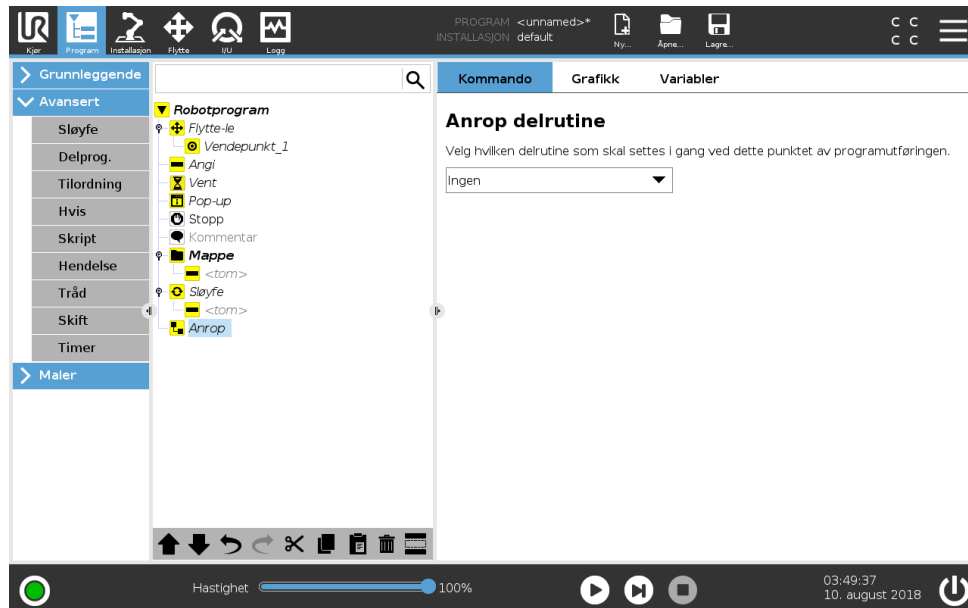 PROGRAM <unnamed>*
INSTALLASJON default
C C
C C
Kjør
Program
Installasjon
Flytte
I/U
Logg
Ny...
Åpne...
Lagre...
Grunnleggende
Avansert
Sløyfe
Delprog.
Tilordning
Hvis
Skript
Hendelse
Tråd
Skift
Timer
Maler
Robotprogram
Flytte-le
Vendepunkt_1
Angi
Vent
Pop-up
Stopp
Kommentar
Mappe
<tom>
Sløyfe
<tom>
Anrop
Kommando Grafikk Variabler
Anrop delrutine
Velg hvilken delrutine som skal settes i gang ved dette punktet av programutføringen.
Ingen
Hastighet 100%
03:49:37
10. august 2018